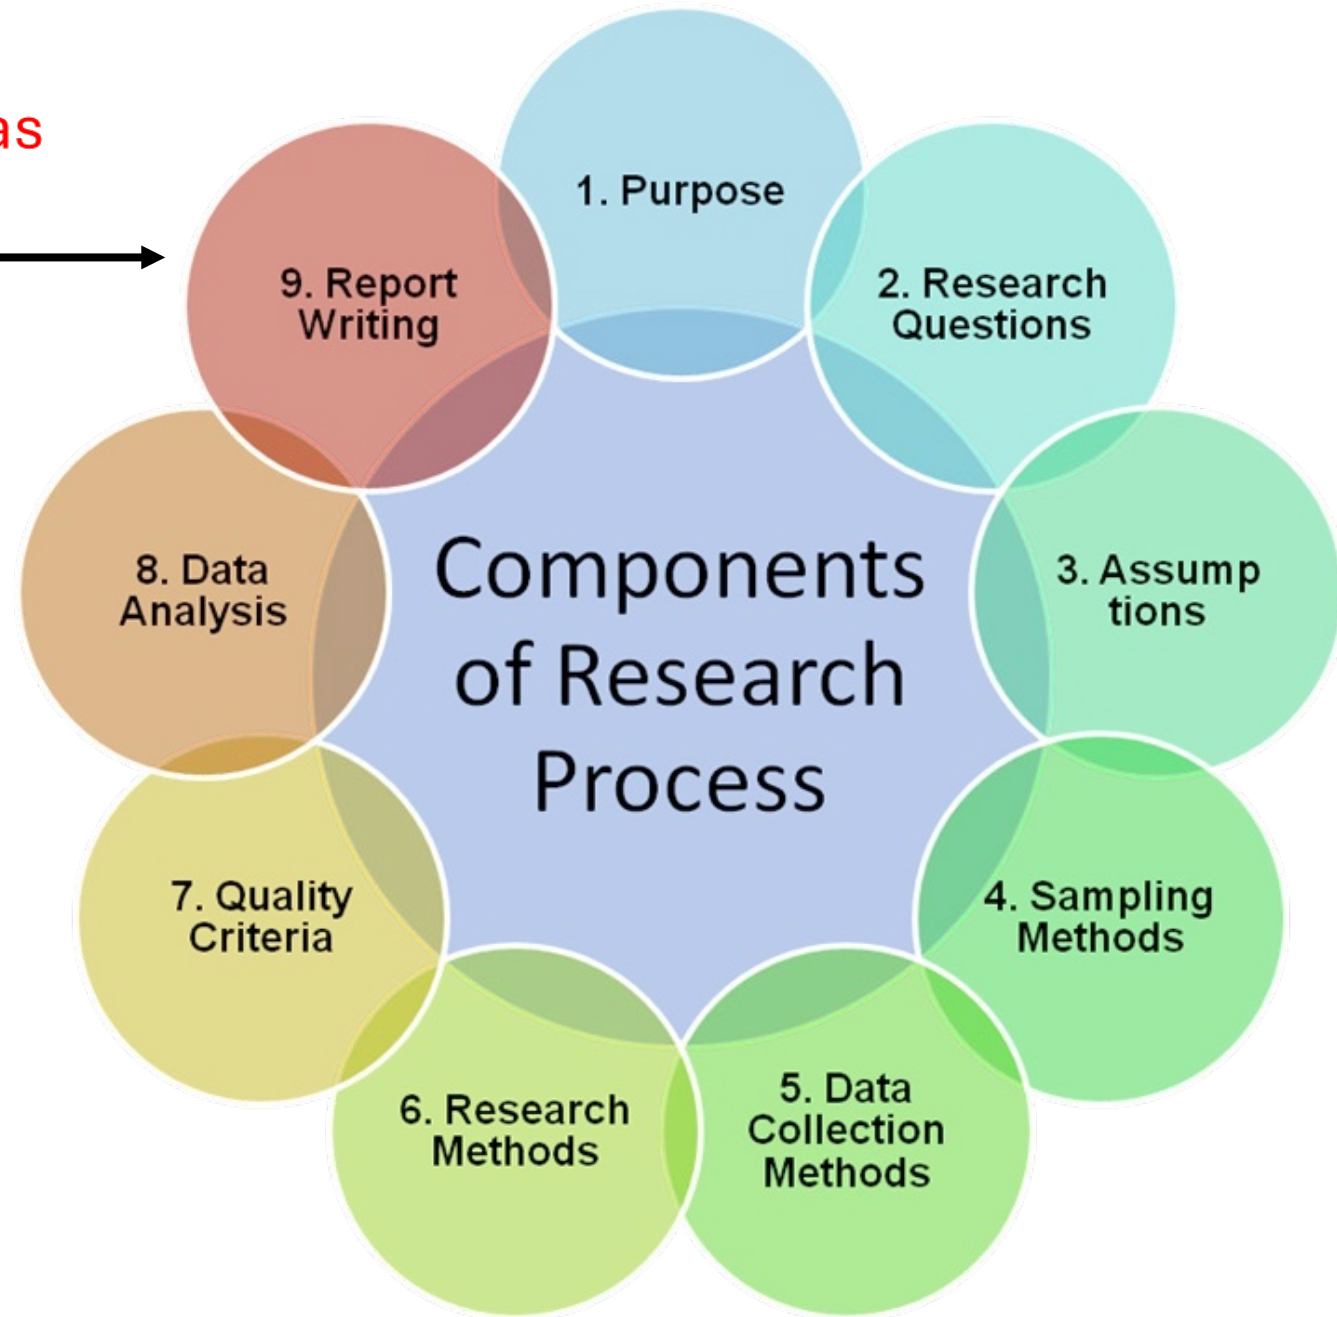 as
1. Purpose
2. Research
Questions
3. Assump
tions
4. Sampling
Methods
5. Data
Collection
Methods
6. Research
Methods
7. Quality
Criteria
8. Data
Analysis
9. Report
Writing
Components
of Research
Process